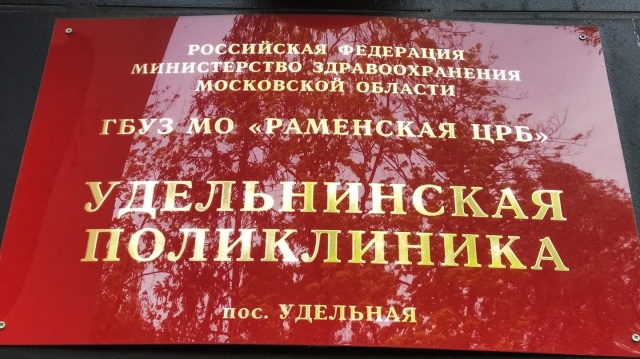 РОССИЙСКАЯ ФЕДЕРАЦИЯ
МИНИСТЕРСТВО ЗДРАВООХРАНЕНИЯ
МОСКОВСКОЙ ОБЛАСТИ
ГБУЗ МО «РАМЕНСКАЯ ЦРБ»
УДЕЛЬНИНСКАЯ
ПОЛИКЛИНИКА
пос. УДЕЛЬНАЯ